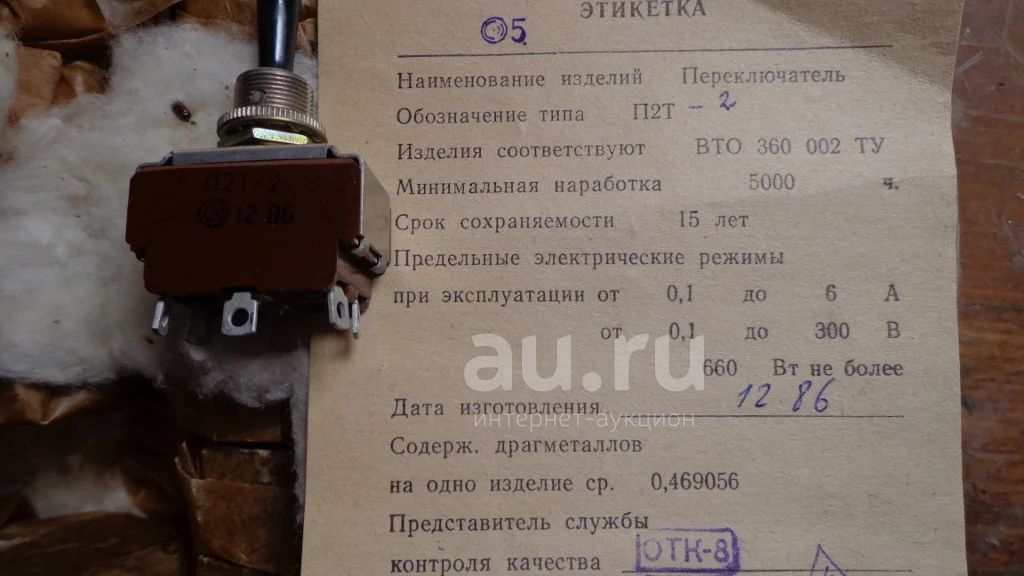 ЭТИКЕТКА
5
Наименование изделий Переключатель
Обозначение типа П2Т - 2
Изделия соответствуют ВТО 360 002 ТУ
Минимальная наработка 5000 ч.
Срок сохраняемости 15 лет
Предельные электрические режимы
при эксплуатации от 0,1 до 6 А
от 0,1 до 300 В
660 Вт не более
Дата изготовления 12 86
Содерж. драгметаллов
на одно изделие ср. 0,469056
Представитель службы
контроля качества ОТК-8
П2Т-2
12 86
au.ru
интернет-аукцион